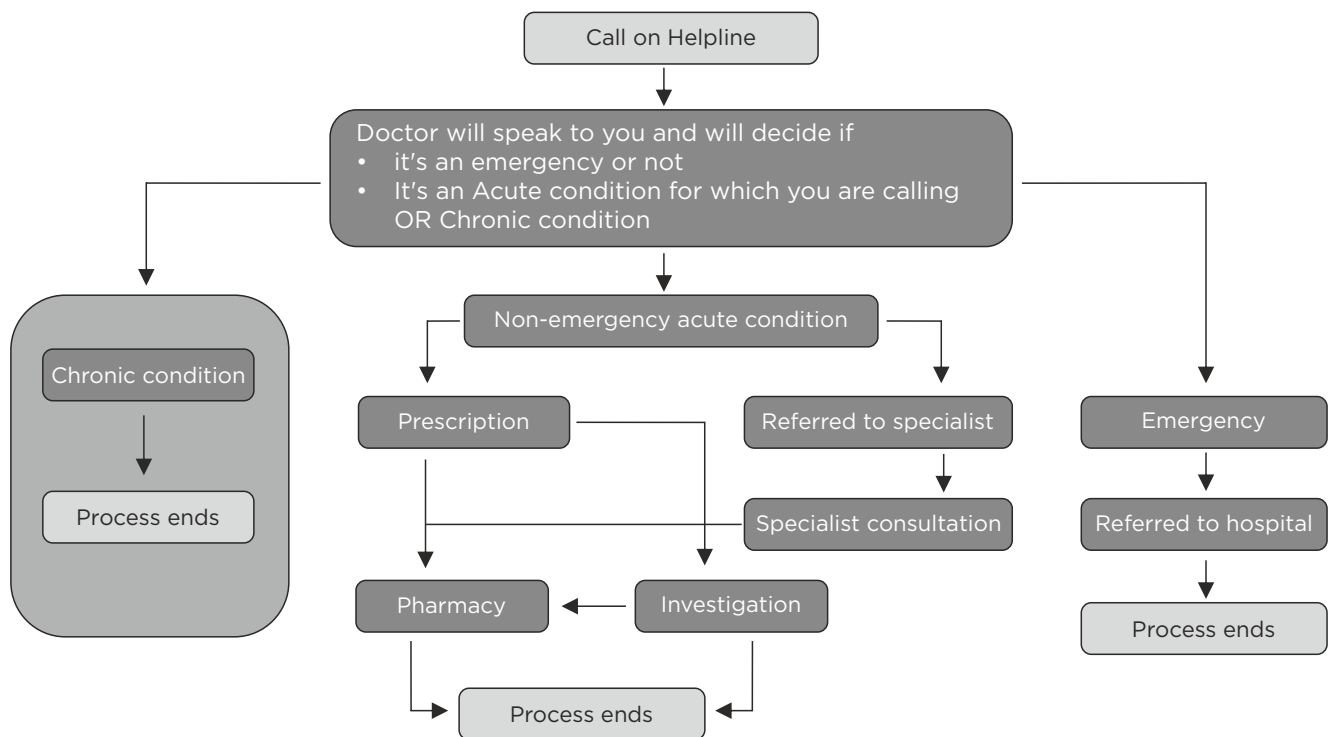 Call on Helpline
Doctor will speak to you and will decide if
• it's an emergency or not
• It's an Acute condition for which you are calling
OR Chronic condition
Non-emergency acute condition
Chronic condition
Prescription
Referred to specialist
Emergency
Process ends
Specialist consultation
Referred to hospital
Pharmacy
Investigation
Process ends
Process ends